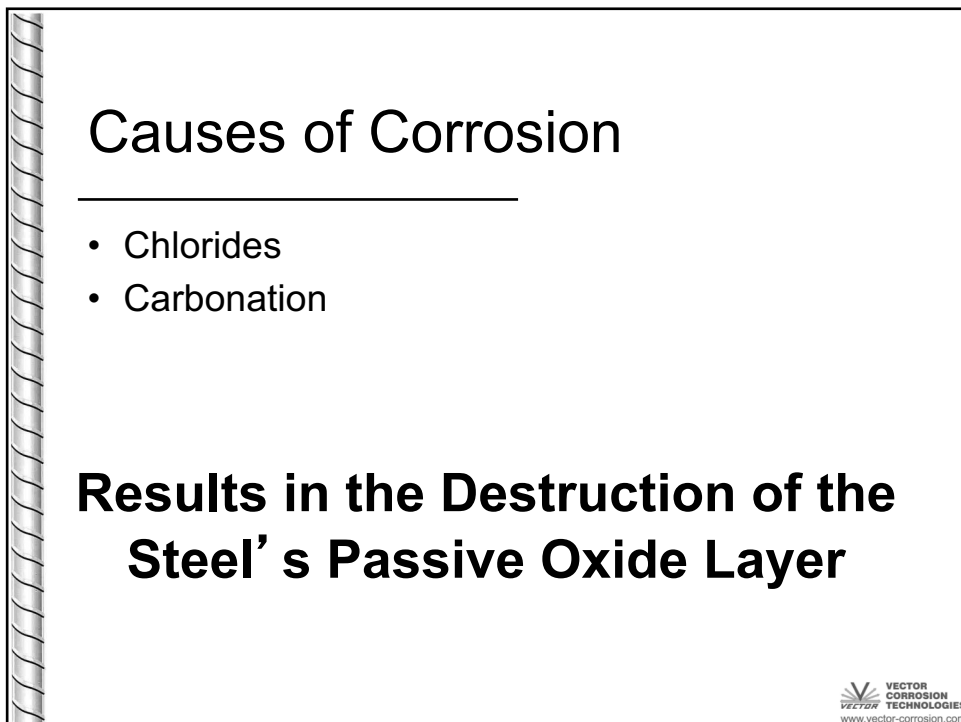 Causes of Corrosion
• Chlorides
• Carbonation
Results in the Destruction of the
Steel’ s Passive Oxide Layer
VECTOR
CORROSION
VECTOR TECHNOLOGIES
www.vector-corrosion.com